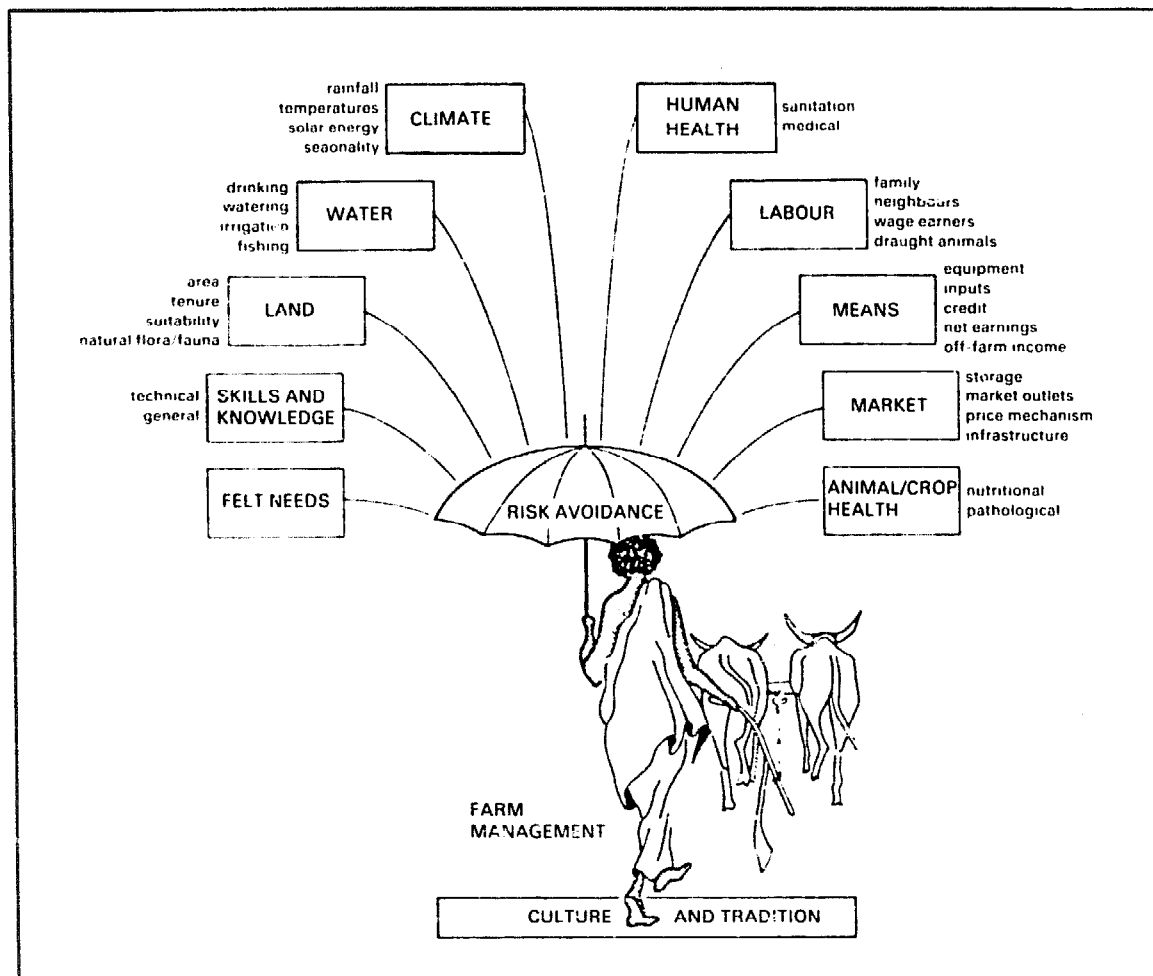 rainfall
temperatures
solar energy
seaonality
CLIMATE
HUMAN
HEALTH
sanitation
medical
drinking
watering
irrigation
fishing
WATER
LABOUR
family
neighbours
wage earners
draught animals
area
tenure
suitability
natural flora/fauna
LAND
MEANS
equipment
inputs
credit
net earnings
off-farm income
technical
general
SKILLS AND
KNOWLEDGE
MARKET
storage
market outlets
price mechanism
infrastructure
FELT NEEDS
RISK AVOIDANCE
ANIMAL/CROP
HEALTH
nutritional
pathological
FARM
MANAGEMENT
CULTURE AND TRADITION